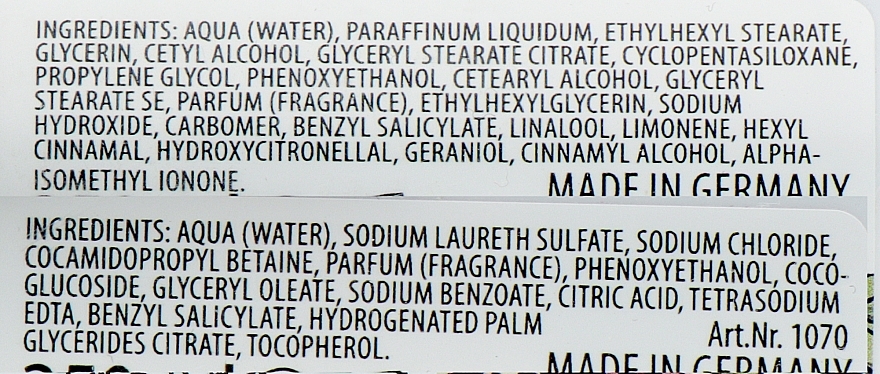 INGREDIENTS: AQUA (WATER), PARAFFINUM LIQUIDUM, ETHYLHEXYL STEARATE,
GLYCERIN, CETYL ALCOHOL, GLYCERYL STEARATE CITRATE, CYCLOPENTASILOXANE,
PROPYLENE GLYCOL, PHENOXYETHANOL, CETEARYL ALCOHOL, GLYCERYL
STEARATE SE, PARFUM (FRAGRANCE), ETHYLHEXYLGLYCERIN, SODIUM
HYDROXIDE, CARBOMER, BENZYL SALICYLATE, LINALOOL, LIMONENE, HEXYL
CINNAMAL, HYDROXYCITRONELLAL, GERANIOL, CINNAMYL ALCOHOL, ALPHA-
ISOMETHYL IONONE.
MADE IN GERMANY
INGREDIENTS: AQUA (WATER), SODIUM LAURETH SULFATE, SODIUM CHLORIDE,
COCAMIDOPROPYL BETAINE, PARFUM (FRAGRANCE), PHENOXYETHANOL, COCO-
GLUCOSIDE, GLYCERYL OLEATE, SODIUM BENZOATE, CITRIC ACID, TETRASODIUM
EDTA, BENZYL SALICYLATE, HYDROGENATED PALM
GLYCERIDES CITRATE, TOCOPHEROL.
Art.Nr. 1070
MADE IN GERMANY